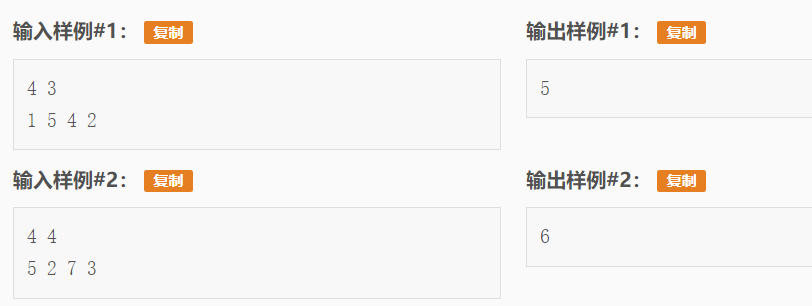 输入样例#1： 复制
输出样例#1： 复制
4 3
1 5 4 2
5
输入样例#2： 复制
输出样例#2： 复制
4 4
5 2 7 3
6